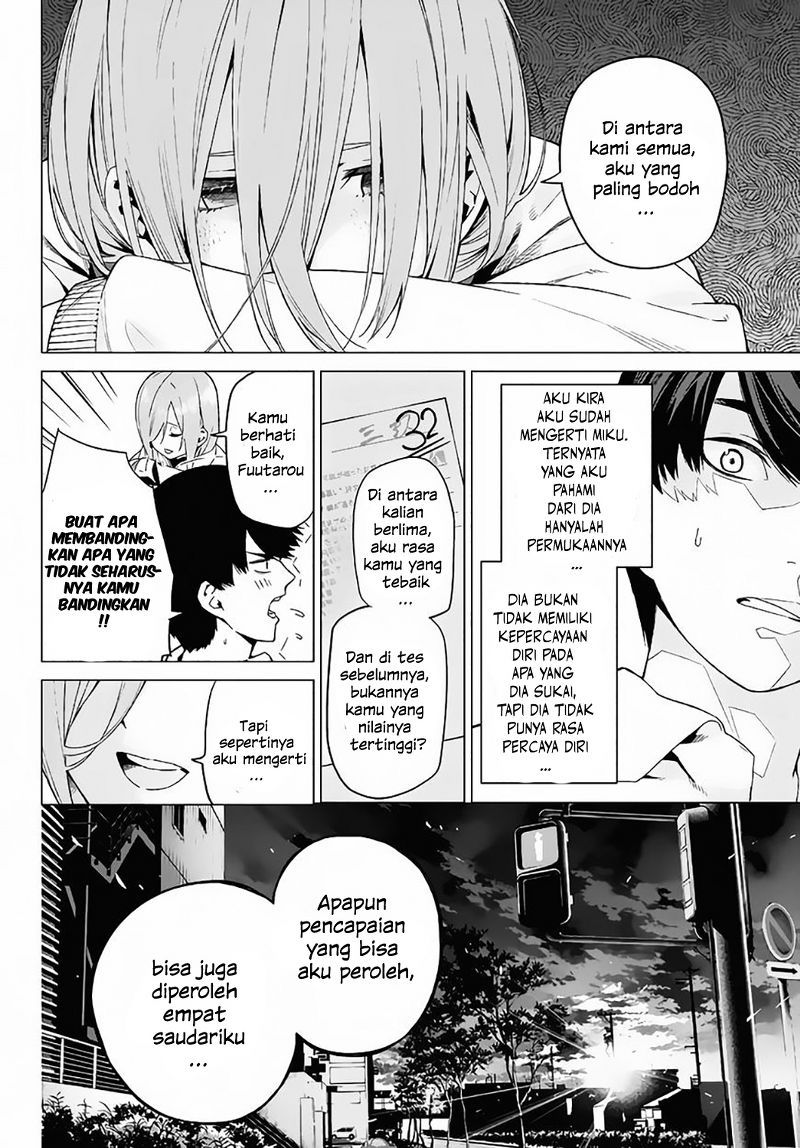 Di antara
kami semua,
aku yang
paling bodoh
...
AKU KIRA
AKU SUDAH
MENGERTI MIKU.
TERNYATA
YANG AKU
PAHAMI
DARI DIA
HANYALAH
PERMUKAANNYA
...
DIA BUKAN
TIDAK MEMILIKI
KEPERCAYAAN
DIRI PADA
APA YANG
DIA SUKAI,
TAPI DIA TIDAK
PUNYA RASA
PERCAYA DIRI
...
32
Di antara
kalian
berlima,
aku rasa
kamu yang
tebaik
...
Dan di tes
sebelumnya,
bukannya
kamu yang
nilainya
tertinggi?
Kamu
berhati
baik,
Fuutarou
...
BUAT APA
MEMBANDING-
KAN APA YANG
TIDAK SEHARUS-
NYA KAMU
BANDINGKAN
!!
Tapi
sepertinya
aku mengerti
...
Apapun
pencapaian
yang bisa
aku peroleh,
bisa juga
diperoleh
empat
saudariku
...